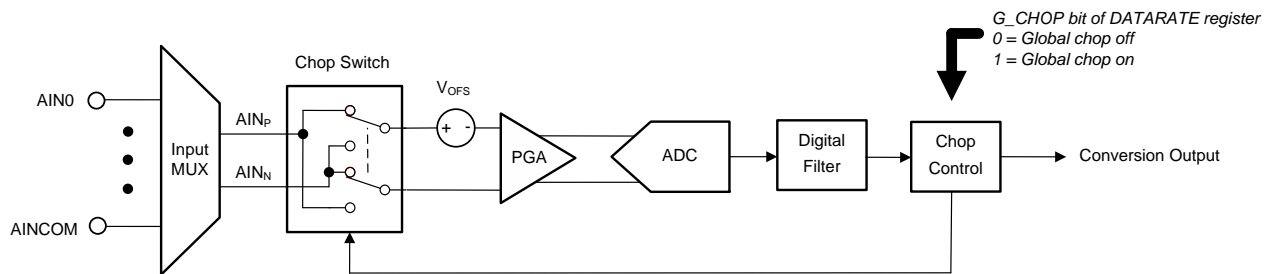 G_CHOP bit of DATARATE register
0 = Global chop off
1 = Global chop on
Chop Switch
VOFS
AIN0
AINP
Input
MUX
AINN
AINCOM
+ -
PGA
ADC
Digital
Filter
Chop
Control
Conversion Output